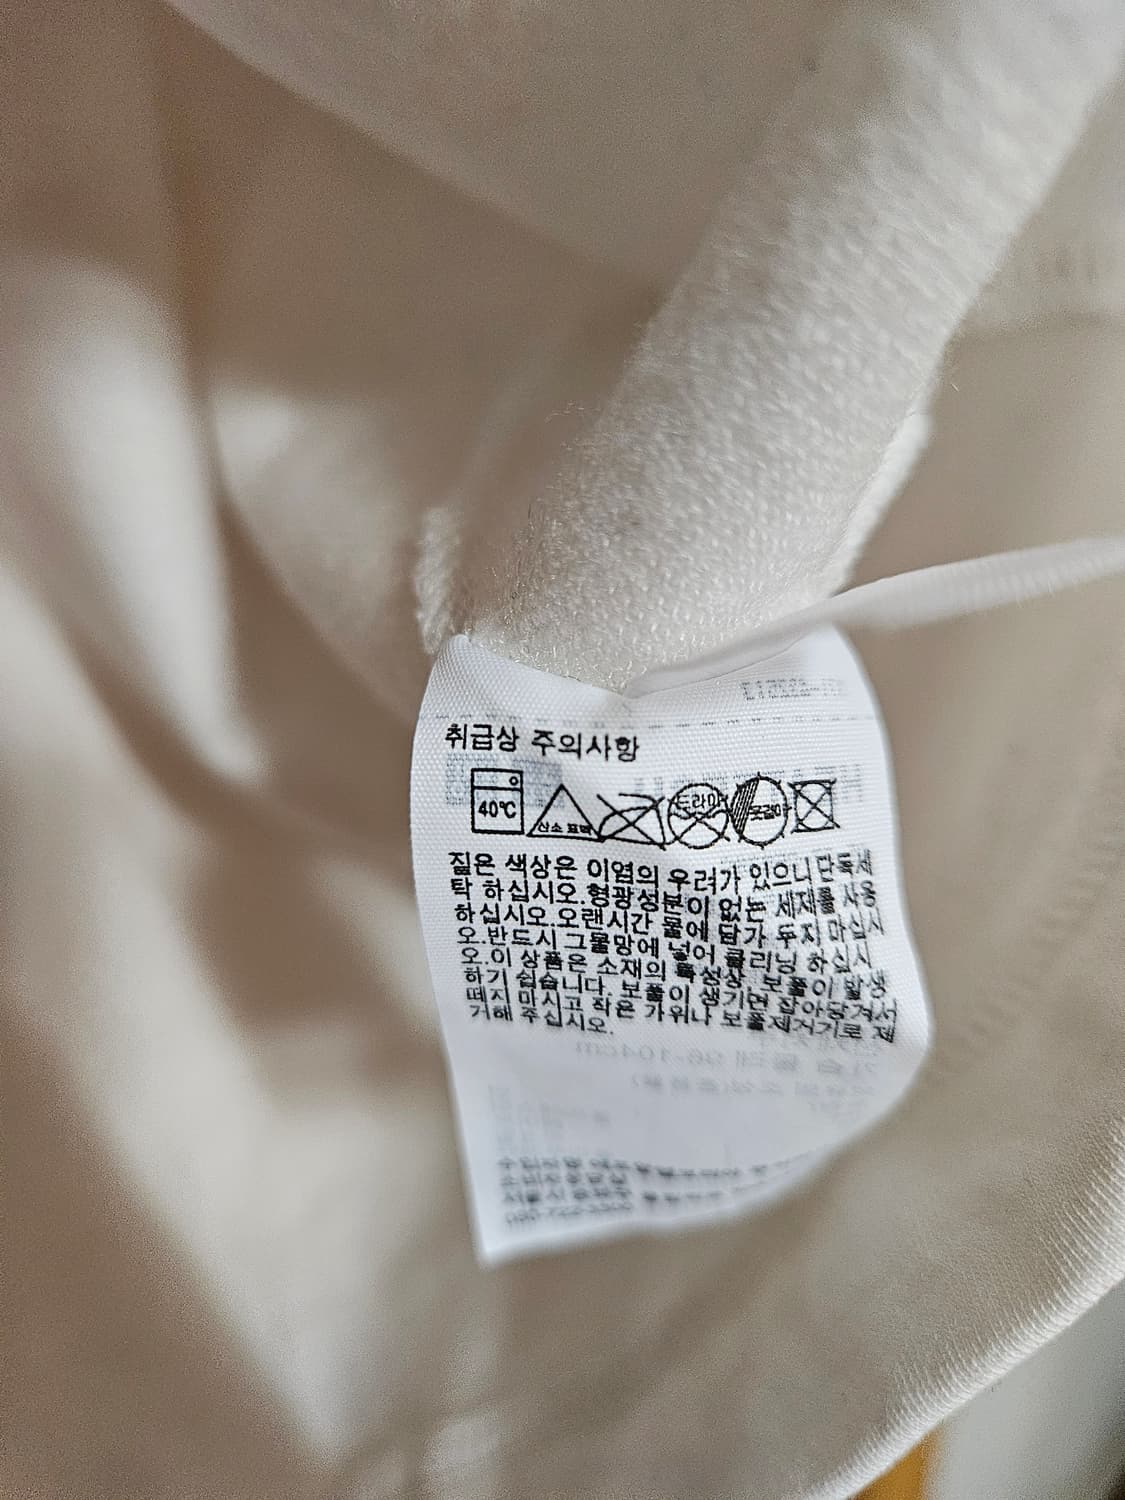 취급상 주의사항
40℃
산소 표백
드라이
옷걸이
짙은 색상은 이염의 우려가 있으니 단독세
탁 하십시오.형광성분이 없는 세제를 사용
하십시오.오랜시간 물에 담가 두지 마십시
오.반드시 그물망에 넣어 클리닝 하십시
오.이 상품은 소재의 특성상 보풀이 발생
하기 쉽습니다. 보풀이 생기면 잡아당겨서
떼지 마시고 작은 가위나 보풀제거기로 제
거해 주십시오.